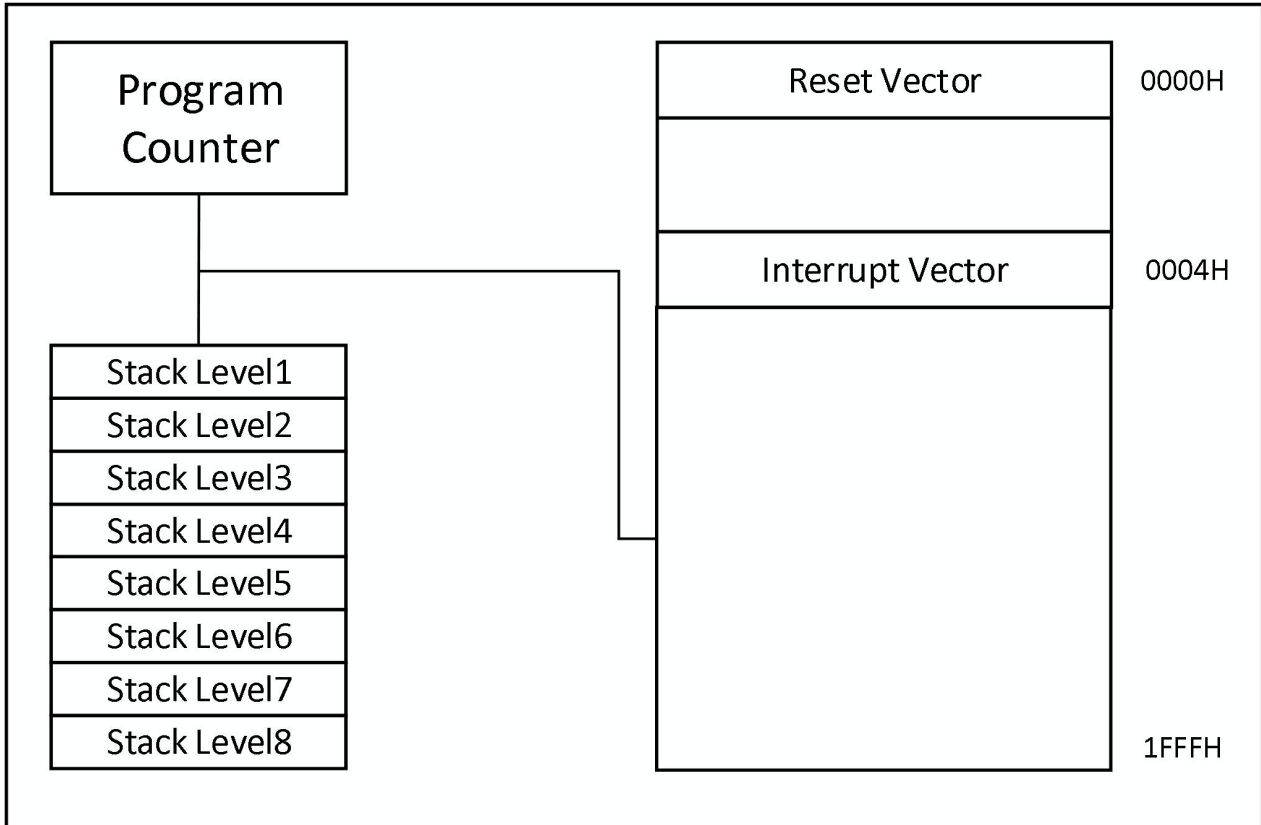 Program
Counter
Stack Level1
Stack Level2
Stack Level3
Stack Level4
Stack Level5
Stack Level6
Stack Level7
Stack Level8
Reset Vector
0000H
Interrupt Vector
0004H
1FFFH